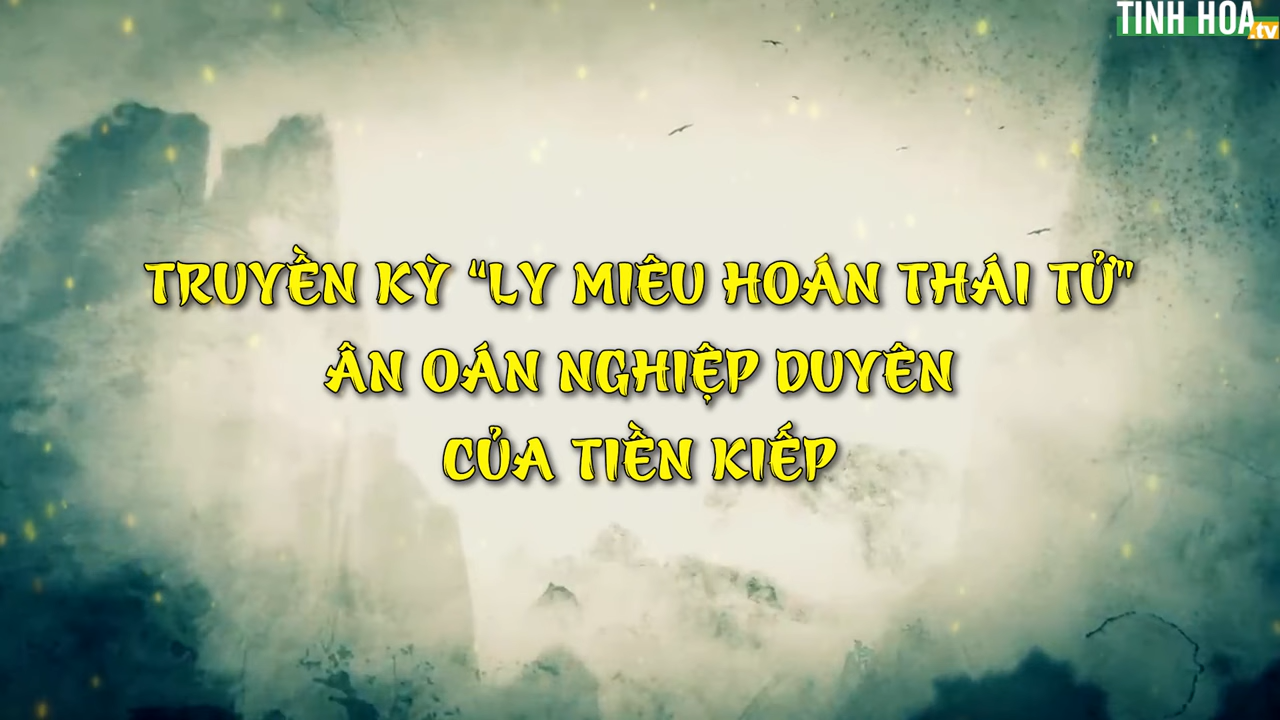 TINH HOA.tv
TRUYỀN KỲ “LY MIÊU HOÁN THÁI TỬ"
ÂN OÁN NGHIỆP DUYÊN
CỦA TIỀN KIẾP